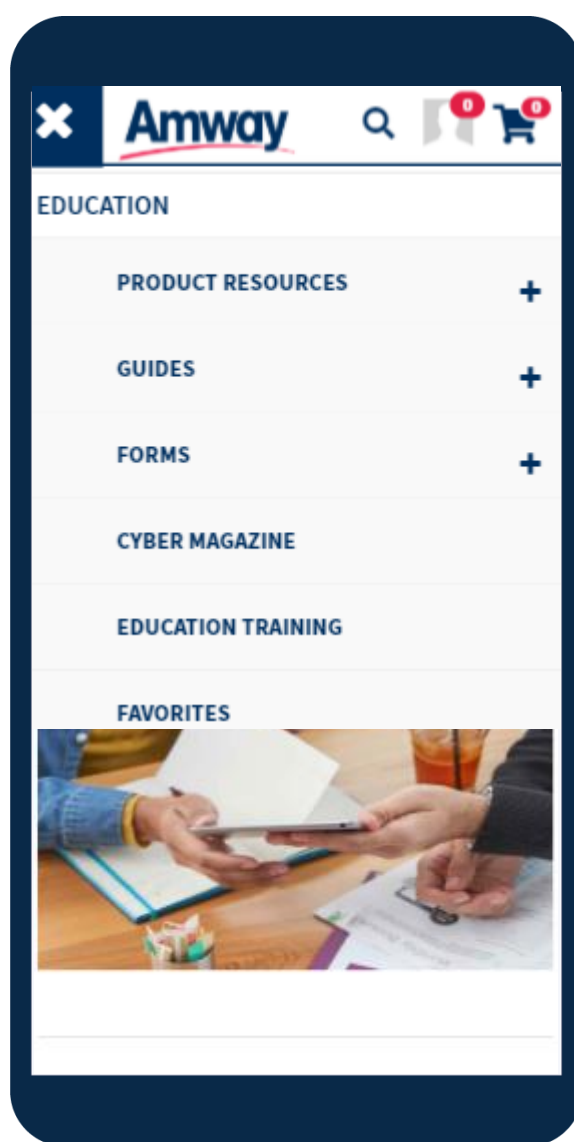 Amway
0
0
EDUCATION
PRODUCT RESOURCES
GUIDES
FORMS
CYBER MAGAZINE
EDUCATION TRAINING
FAVORITES